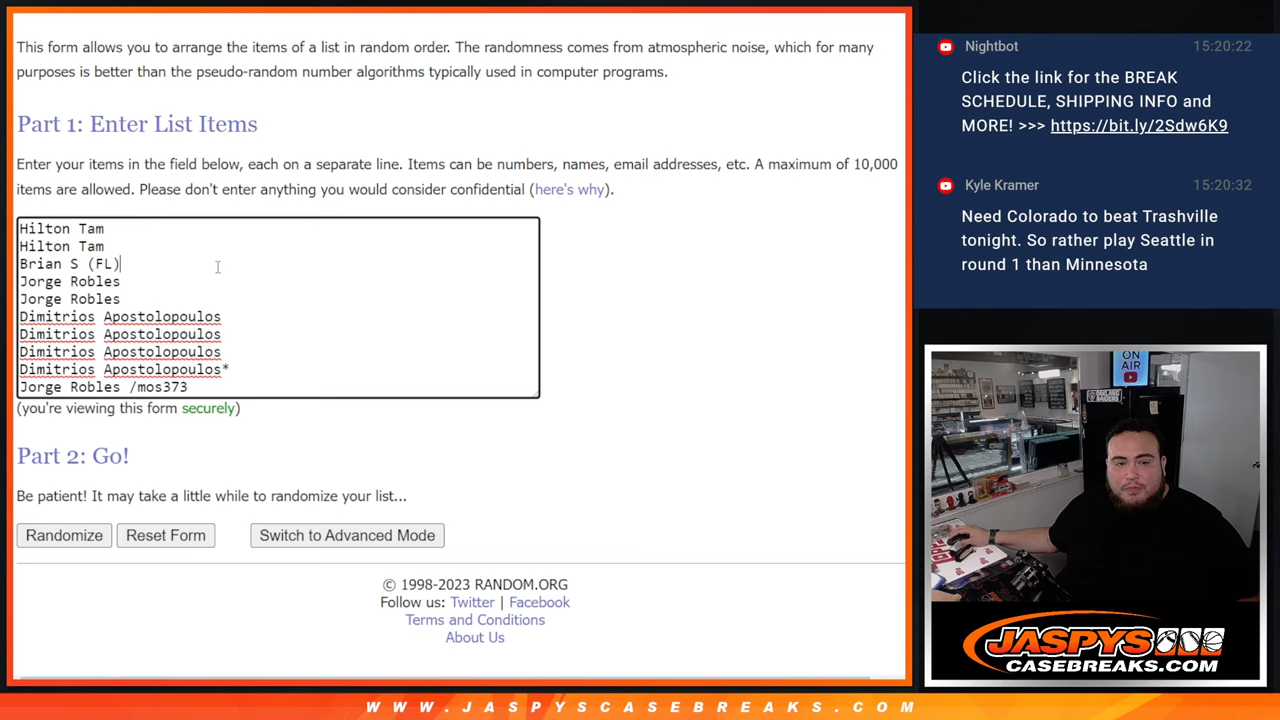 This form allows you to arrange the items of a list in random order. The randomness comes from atmospheric noise, which for many
purposes is better than the pseudo-random number algorithms typically used in computer programs.
Part 1: Enter List Items
Enter your items in the field below, each on a separate line. Items can be numbers, names, email addresses, etc. A maximum of 10,000
items are allowed. Please don't enter anything you would consider confidential (here's why).
Hilton Tam
Hilton Tam
Brian S (FL)
Jorge Robles
Jorge Robles
Dimitrios Apostolopoulos
Dimitrios Apostolopoulos
Dimitrios Apostolopoulos
Dimitrios Apostolopoulos*
Jorge Robles /mos373
(you're viewing this form securely)
Part 2: Go!
Be patient! It may take a little while to randomize your list...
Randomize
Reset Form
Switch to Advanced Mode
© 1998-2023 RANDOM.ORG
Follow us: Twitter | Facebook
Terms and Conditions
About Us
Nightbot 15:20:22
Click the link for the BREAK
SCHEDULE, SHIPPING INFO and
MORE! >>> https://bit.ly/2Sdw6K9
Kyle Kramer 15:20:32
Need Colorado to beat Trashville
tonight. So rather play Seattle in
round 1 than Minnesota
ON
AIR
OAKLAND
RAIDERS
JASPYS
CASEBREAKS.COM
WWW.JASPYSCASEBREAKS.COM